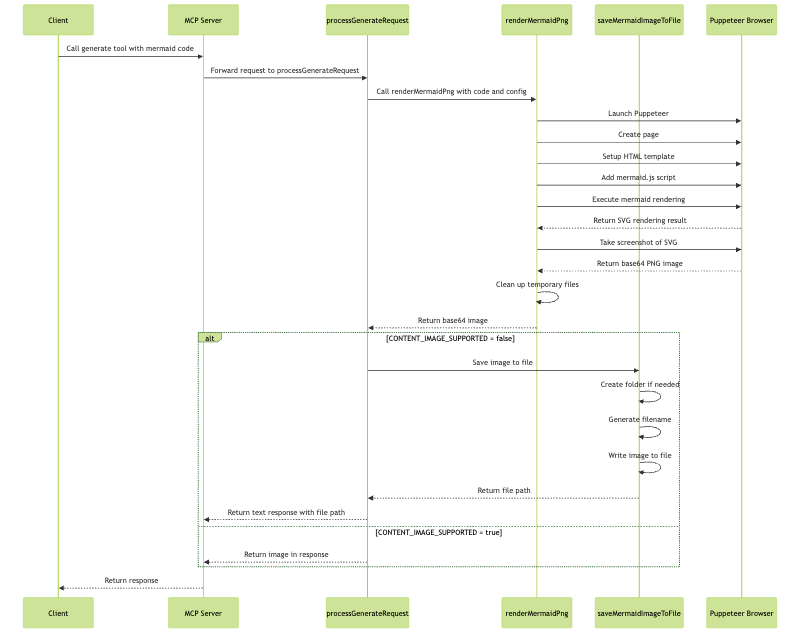 Client
MCP Server
processGenerateRequest
renderMermaidPng
saveMermaidImageToFile
Puppeteer Browser
Call generate tool with mermaid code
Forward request to processGenerateRequest
Call renderMermaidPng with code and config
Launch Puppeteer
Create page
Setup HTML template
Add mermaid.js script
Execute mermaid rendering
Return SVG rendering result
Take screenshot of SVG
Return base64 PNG image
Clean up temporary files
Return base64 image
alt
[CONTENT_IMAGE_SUPPORTED = false]
Save image to file
Create folder if needed
Generate filename
Write image to file
Return file path
Return text response with file path
[CONTENT_IMAGE_SUPPORTED = true]
Return image in response
Return response
Client
MCP Server
processGenerateRequest
renderMermaidPng
saveMermaidImageToFile
Puppeteer Browser